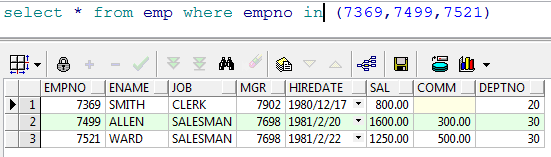 select * from emp where empno in (7369,7499,7521)
EMPNO ENAME JOB MGR HIREDATE SAL COMM DEPTNO
1 7369 SMITH CLERK 7902 1980/12/17 800.00 20
2 7499 ALLEN SALESMAN 7698 1981/2/20 1600.00 300.00 30
3 7521 WARD SALESMAN 7698 1981/2/22 1250.00 500.00 30